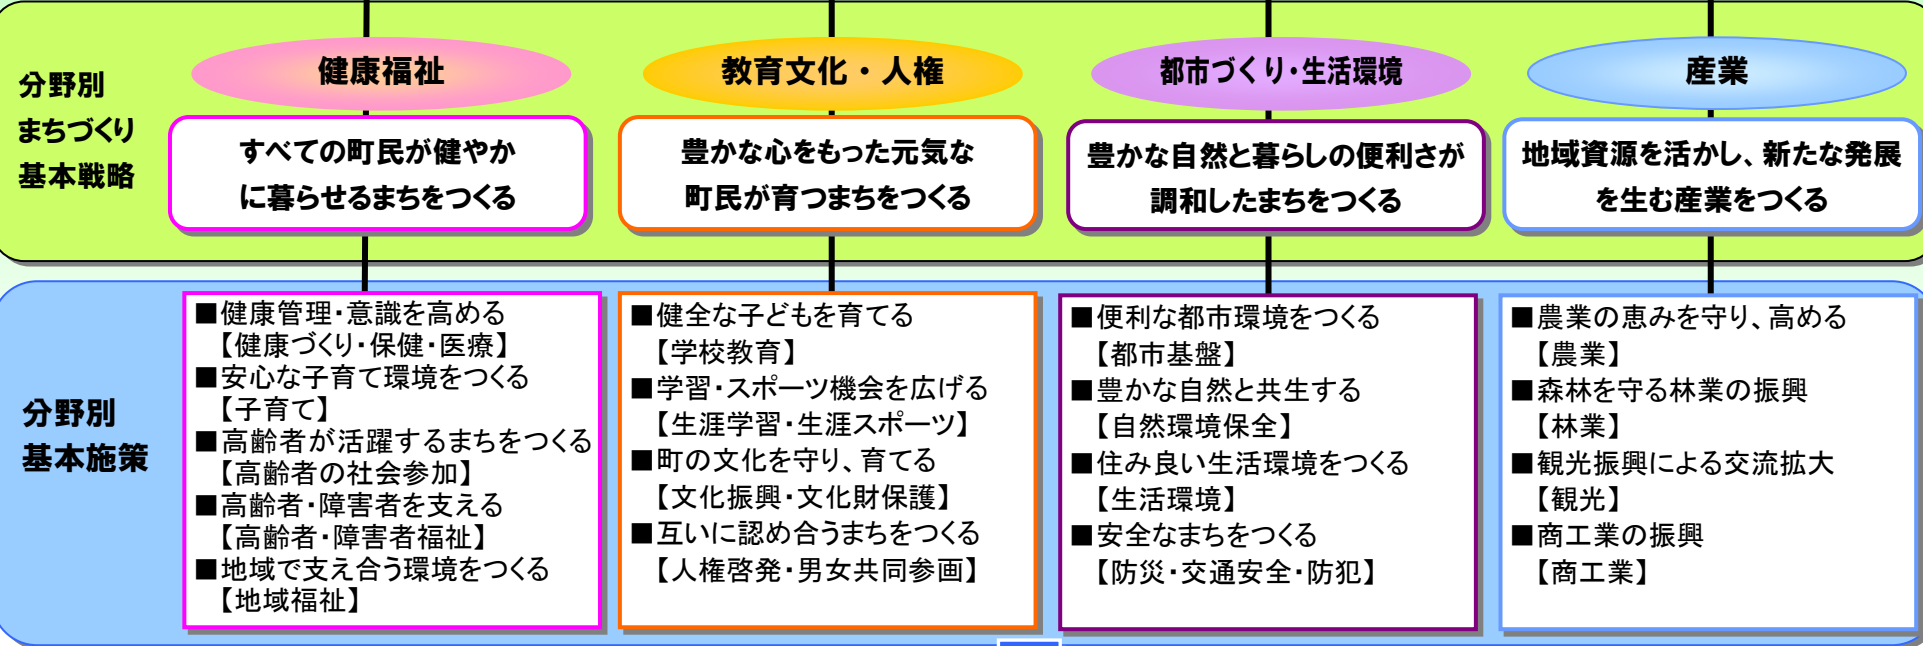 分野別
まちづくり
基本戦略
健康福祉
すべての町民が健やか
に暮らせるまちをつくる
教育文化・人権
豊かな心をもった元気な
町民が育つまちをつくる
都市づくり・生活環境
豊かな自然と暮らしの便利さが
調和したまちをつくる
産業
地域資源を活かし、新たな発展
を生む産業をつくる
分野別
基本施策
■健康管理・意識を高める
【健康づくり・保健・医療】
■安心な子育て環境をつくる
【子育て】
■高齢者が活躍するまちをつくる
【高齢者の社会参加】
■高齢者・障害者を支える
【高齢者・障害者福祉】
■地域で支え合う環境をつくる
【地域福祉】
■健全な子どもを育てる
【学校教育】
■学習・スポーツ機会を広げる
【生涯学習・生涯スポーツ】
■町の文化を守り、育てる
【文化振興・文化財保護】
■互いに認め合うまちをつくる
【人権啓発・男女共同参画】
■便利な都市環境をつくる
【都市基盤】
■豊かな自然と共生する
【自然環境保全】
■住み良い生活環境をつくる
【生活環境】
■安全なまちをつくる
【防災・交通安全・防犯】
■農業の恵みを守り、高める
【農業】
■森林を守る林業の振興
【林業】
■観光振興による交流拡大
【観光】
■商工業の振興
【商工業】